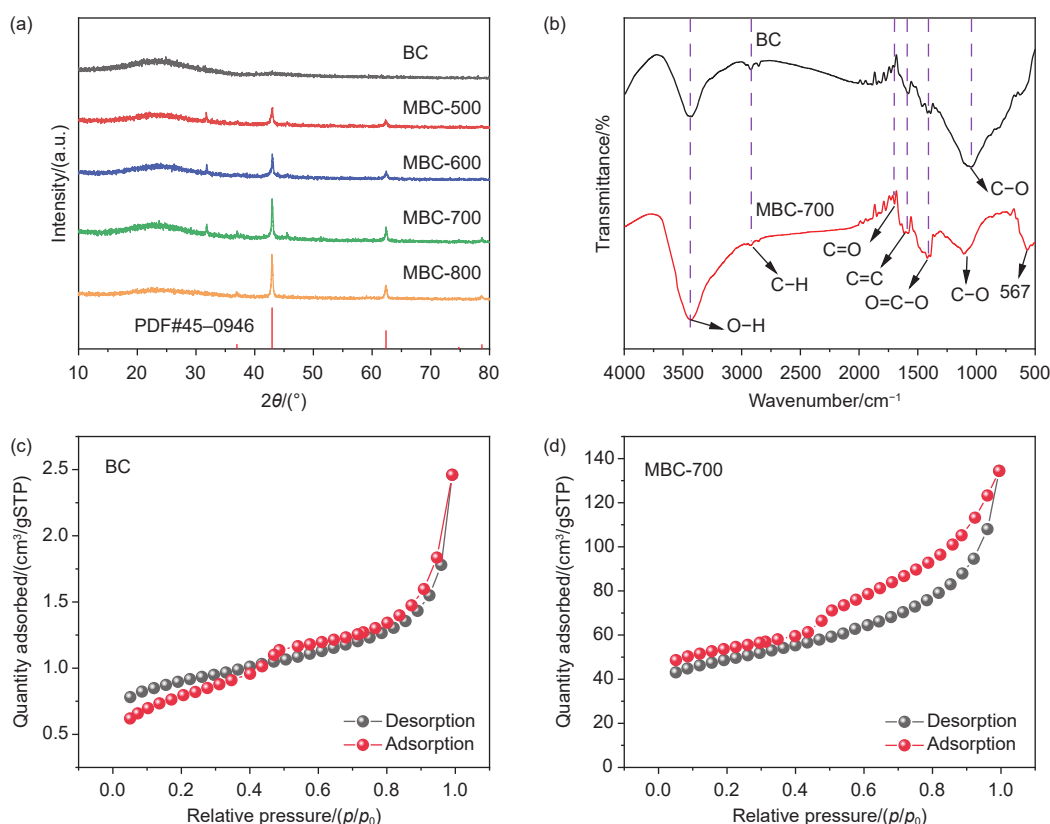 (a)
BC
MBC-500
MBC-600
MBC-700
MBC-800
PDF#45–0946
Intensity/(a.u.)
10 20 30 40 50 60 70 80
2θ/(°)
(b)
BC
C−O
MBC-700
C=O
C−H
C=C
O=C−O
C−O
567
O−H
Transmittance/%
4000 3500 3000 2500 2000 1500 1000 500
Wavenumber/cm⁻¹
(c)
BC
2.5
2.0
1.5
1.0
0.5
Quantity adsorbed/(cm³/gSTP)
Desorption
Adsorption
0.0 0.2 0.4 0.6 0.8 1.0
Relative pressure/(p/p₀)
(d)
MBC-700
140
120
100
80
60
40
20
0
Quantity adsorbed/(cm³/gSTP)
Desorption
Adsorption
0.0 0.2 0.4 0.6 0.8 1.0
Relative pressure/(p/p₀)